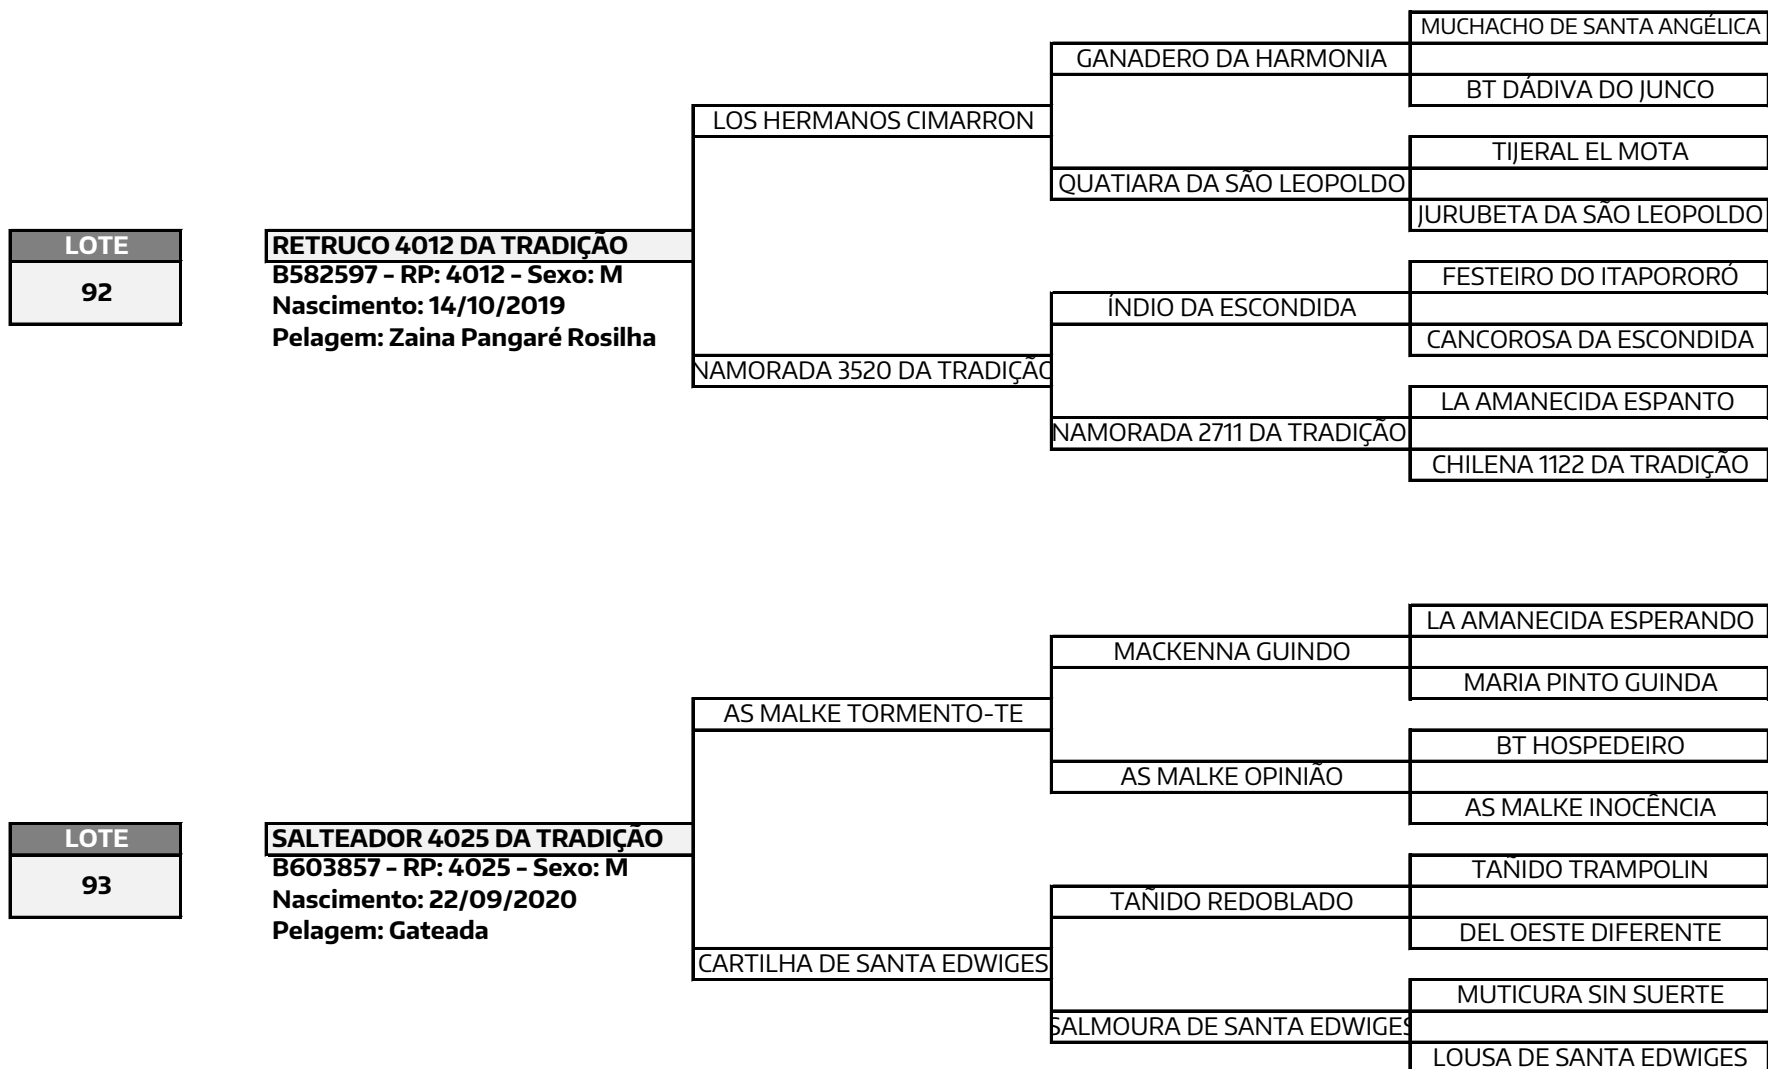 MUCHACHO DE SANTA ANGÉLICA
GANADERO DA HARMONIA
BT DÁDIVA DO JUNCO
LOS HERMANOS CIMARRON
TIJERAL EL MOTA
QUATIARA DA SÃO LEOPOLDO
JURUBETA DA SÃO LEOPOLDO
LOTE
92
RETRUCO 4012 DA TRADIÇÃO
B582597 - RP: 4012 - Sexo: M
Nascimento: 14/10/2019
Pelagem: Zaina Pangaré Rosilha
FESTEIRO DO ITAPORORÓ
ÍNDIO DA ESCONDIDA
CANCOROSA DA ESCONDIDA
NAMORADA 3520 DA TRADIÇÃO
LA AMANECIDA ESPANTO
NAMORADA 2711 DA TRADIÇÃO
CHILENA 1122 DA TRADIÇÃO
LA AMANECIDA ESPERANDO
MACKENNA GUINDO
MARIA PINTO GUINDA
AS MALKE TORMENTO-TE
BT HOSPEDEIRO
AS MALKE OPINIÃO
AS MALKE INOCÊNCIA
LOTE
93
SALTEADOR 4025 DA TRADIÇÃO
B603857 - RP: 4025 - Sexo: M
Nascimento: 22/09/2020
Pelagem: Gateada
TAÑIDO TRAMPOLIN
TAÑIDO REDOBLADO
DEL OESTE DIFERENTE
CARTILHA DE SANTA EDWIGES
MUTICURA SIN SUERTE
SALMOURA DE SANTA EDWIGES
LOUSA DE SANTA EDWIGES